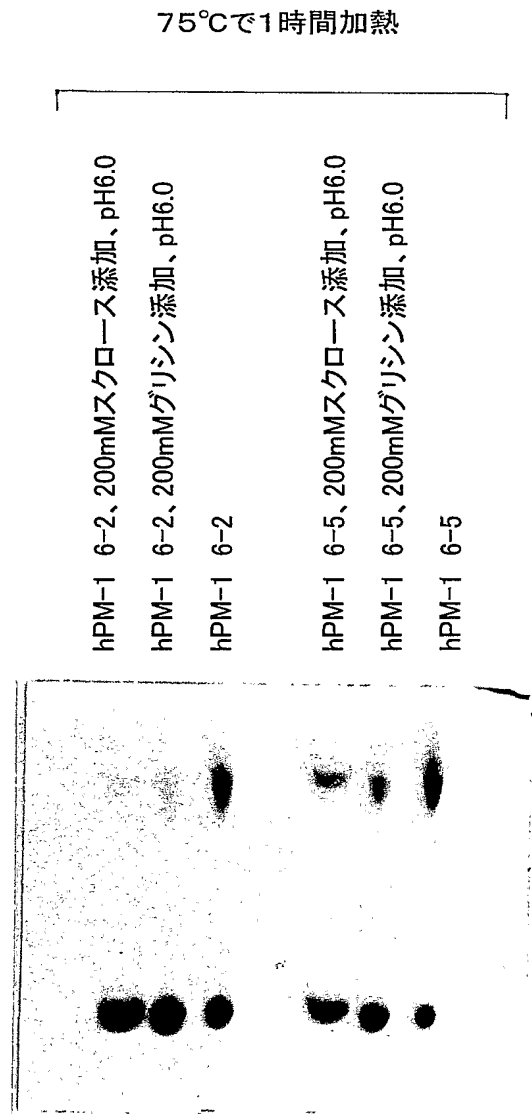 75℃で1時間加熱
hPM-1 6-2、200mMスクロース添加、pH6.0
hPM-1 6-2、200mMグリシン添加、pH6.0
hPM-1 6-2
hPM-1 6-5、200mMスクロース添加、pH6.0
hPM-1 6-5、200mMグリシン添加、pH6.0
hPM-1 6-5